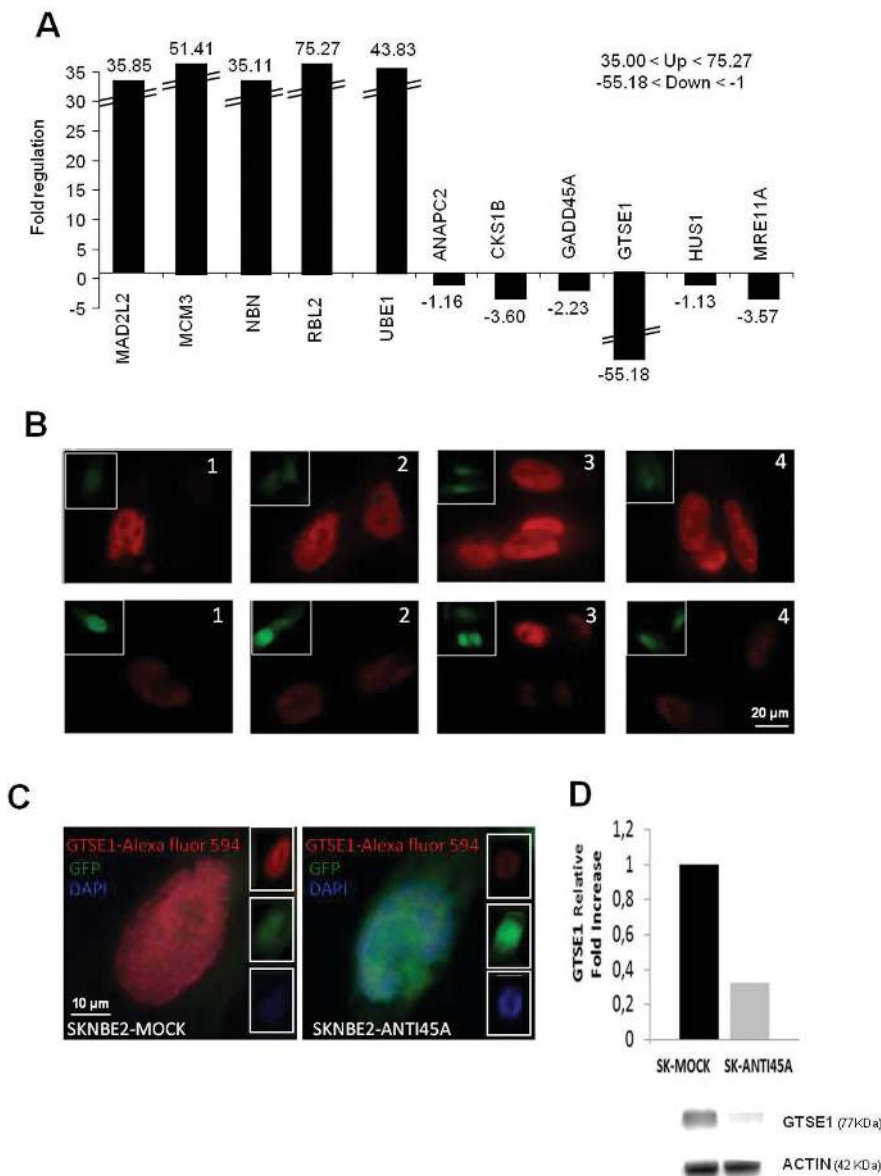 A
35.85
51.41
35.11
75.27
43.83
35.00 < Up < 75.27
-55.18 < Down < -1
Fold regulation
35
30
25
20
15
10
5
0
-5
MAD2L2
MCM3
NBN
RBL2
UBE1
ANAPC2
CKS1B
GADD45A
GTSE1
HUS1
MRE11A
-1.16
-3.60
-2.23
-55.18
-1.13
-3.57
B
1
2
3
4
1
2
3
4
20 µm
C
GTSE1-Alexa fluor 594
GFP
DAPI
10 µm
SKNBE2-MOCK
GTSE1-Alexa fluor 594
GFP
DAPI
SKNBE2-ANTI45A
D
GTSE1 Relative
Fold Increase
1,2
1
0,8
0,6
0,4
0,2
0
SK-MOCK
SK-ANTI45A
GTSE1 (77KDa)
ACTIN (42 KDa)